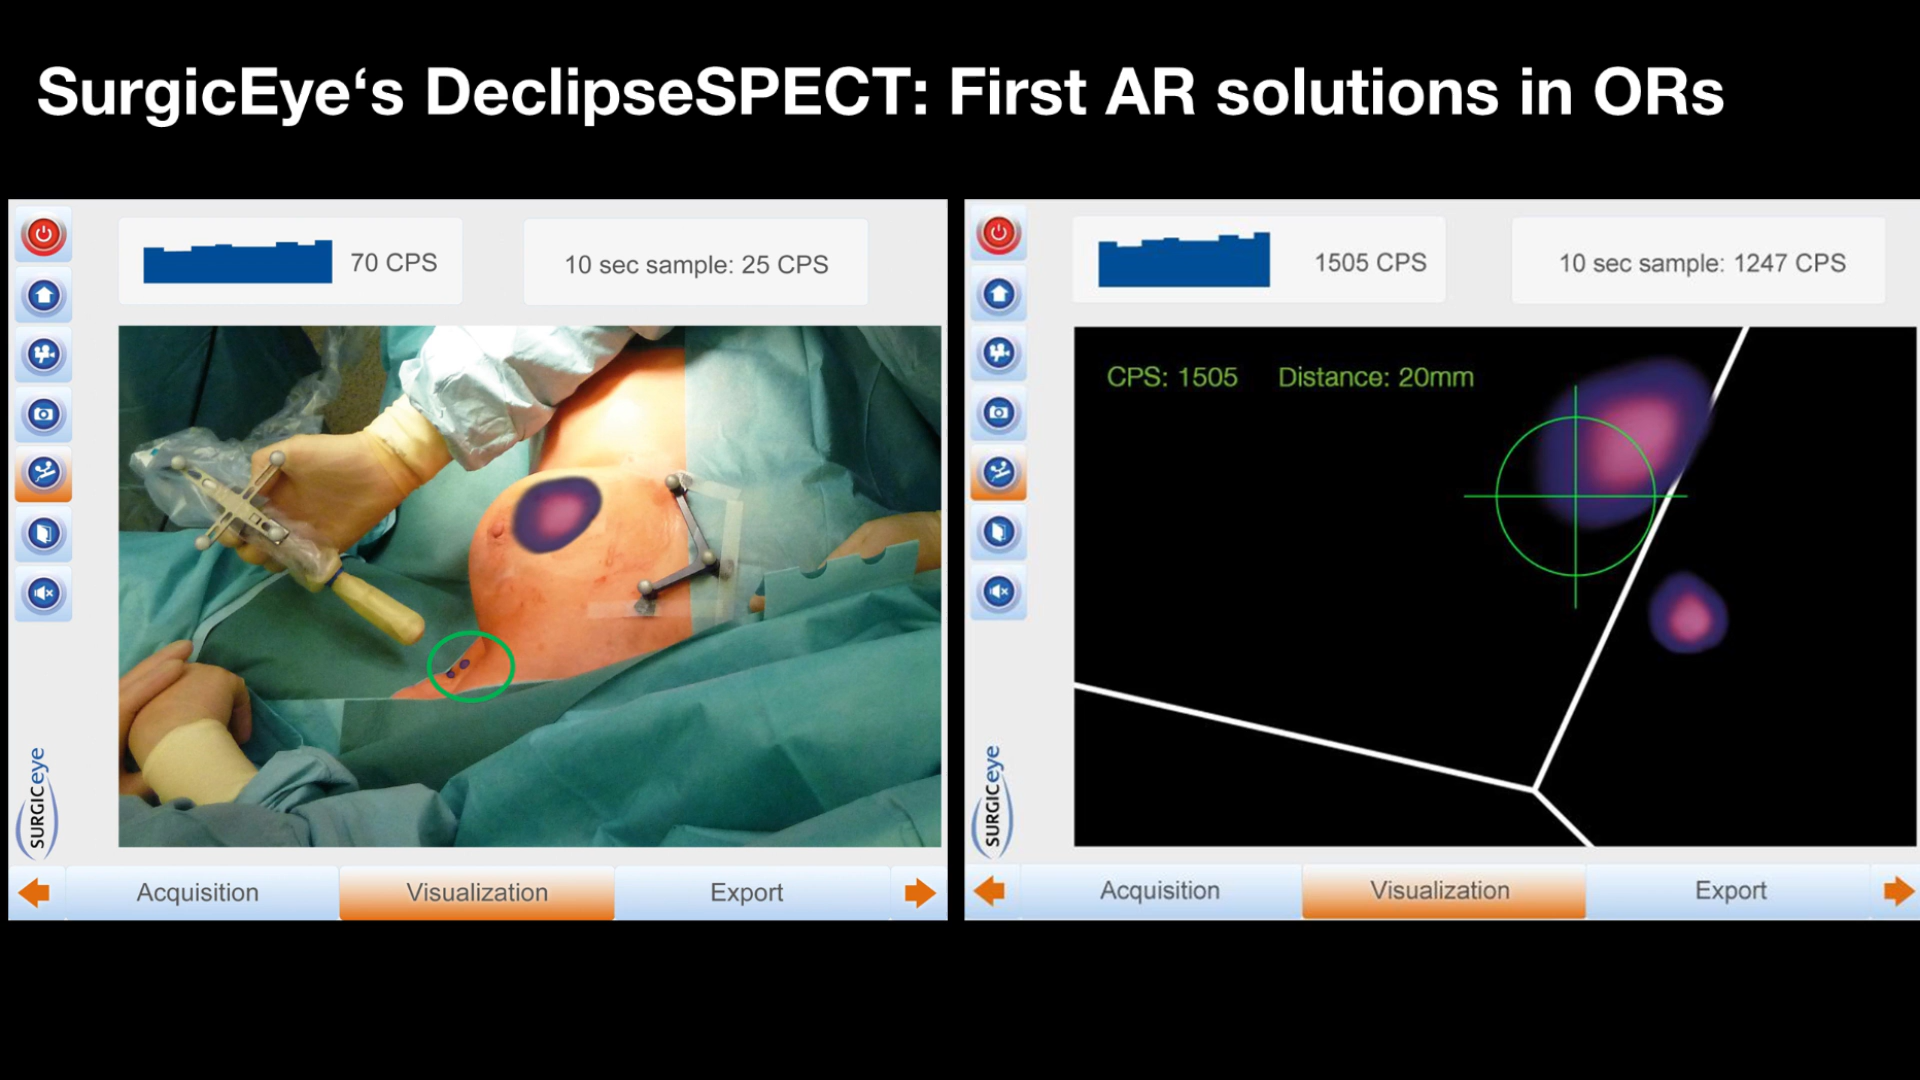 SurgicEye‘s DeclipseSPECT: First AR solutions in ORs
70 CPS
10 sec sample: 25 CPS
SURGICeye
Acquisition
Visualization
Export
1505 CPS
10 sec sample: 1247 CPS
CPS: 1505
Distance: 20mm
SURGICeye
Acquisition
Visualization
Export